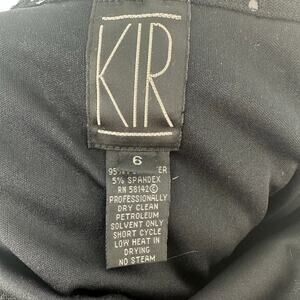 KIR
6
5% SPANDEX
RN 58142 ©
PROFESSIONALLY
DRY CLEAN
PETROLEUM
SOLVENT ONLY
SHORT CYCLE
LOW HEAT IN
DRYING
NO STEAM